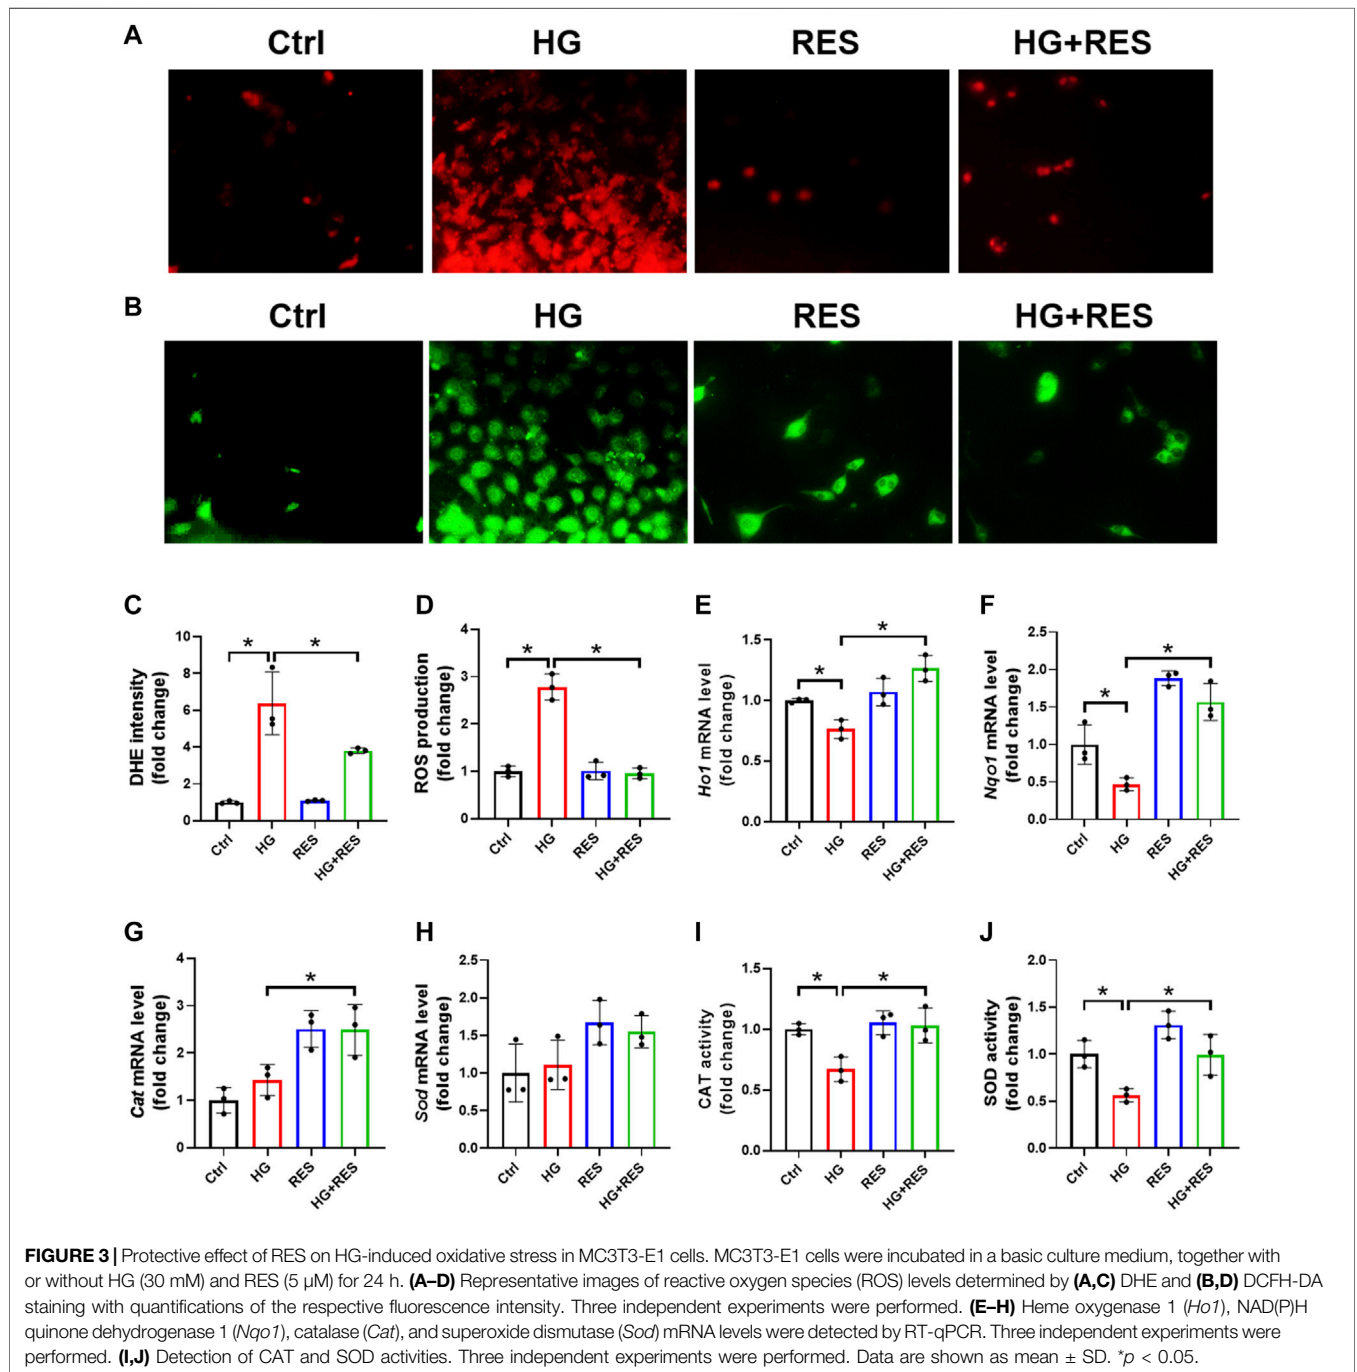 A
Ctrl HG RES HG+RES
B
Ctrl HG RES HG+RES
C
DHE intensity
(fold change)
10
8
6
4
2
0
* *
Ctrl HG RES HG+RES
D
ROS production
(fold change)
4
3
2
1
0
* *
Ctrl HG RES HG+RES
E
Ho1 mRNA level
(fold change)
1.5
1.0
0.5
0.0
* *
Ctrl HG RES HG+RES
F
Nqo1 mRNA level
(fold change)
2.5
2.0
1.5
1.0
0.5
0.0
* *
Ctrl HG RES HG+RES
G
Cat mRNA level
(fold change)
4
3
2
1
0
*
Ctrl HG RES HG+RES
H
Sod mRNA level
(fold change)
2.5
2.0
1.5
1.0
0.5
0.0
Ctrl HG RES HG+RES
I
CAT activity
(fold change)
1.5
1.0
0.5
0.0
* *
Ctrl HG RES HG+RES
J
SOD activity
(fold change)
2.0
1.5
1.0
0.5
0.0
* *
Ctrl HG RES HG+RES
FIGURE 3 | Protective effect of RES on HG-induced oxidative stress in MC3T3-E1 cells. MC3T3-E1 cells were incubated in a basic culture medium, together with
or without HG (30 mM) and RES (5 μM) for 24 h. (A–D) Representative images of reactive oxygen species (ROS) levels determined by (A,C) DHE and (B,D) DCFH-DA
staining with quantifications of the respective fluorescence intensity. Three independent experiments were performed. (E–H) Heme oxygenase 1 (Ho1), NAD(P)H
quinone dehydrogenase 1 (Nqo1), catalase (Cat), and superoxide dismutase (Sod) mRNA levels were detected by RT-qPCR. Three independent experiments were
performed. (I,J) Detection of CAT and SOD activities. Three independent experiments were performed. Data are shown as mean ± SD. *p < 0.05.